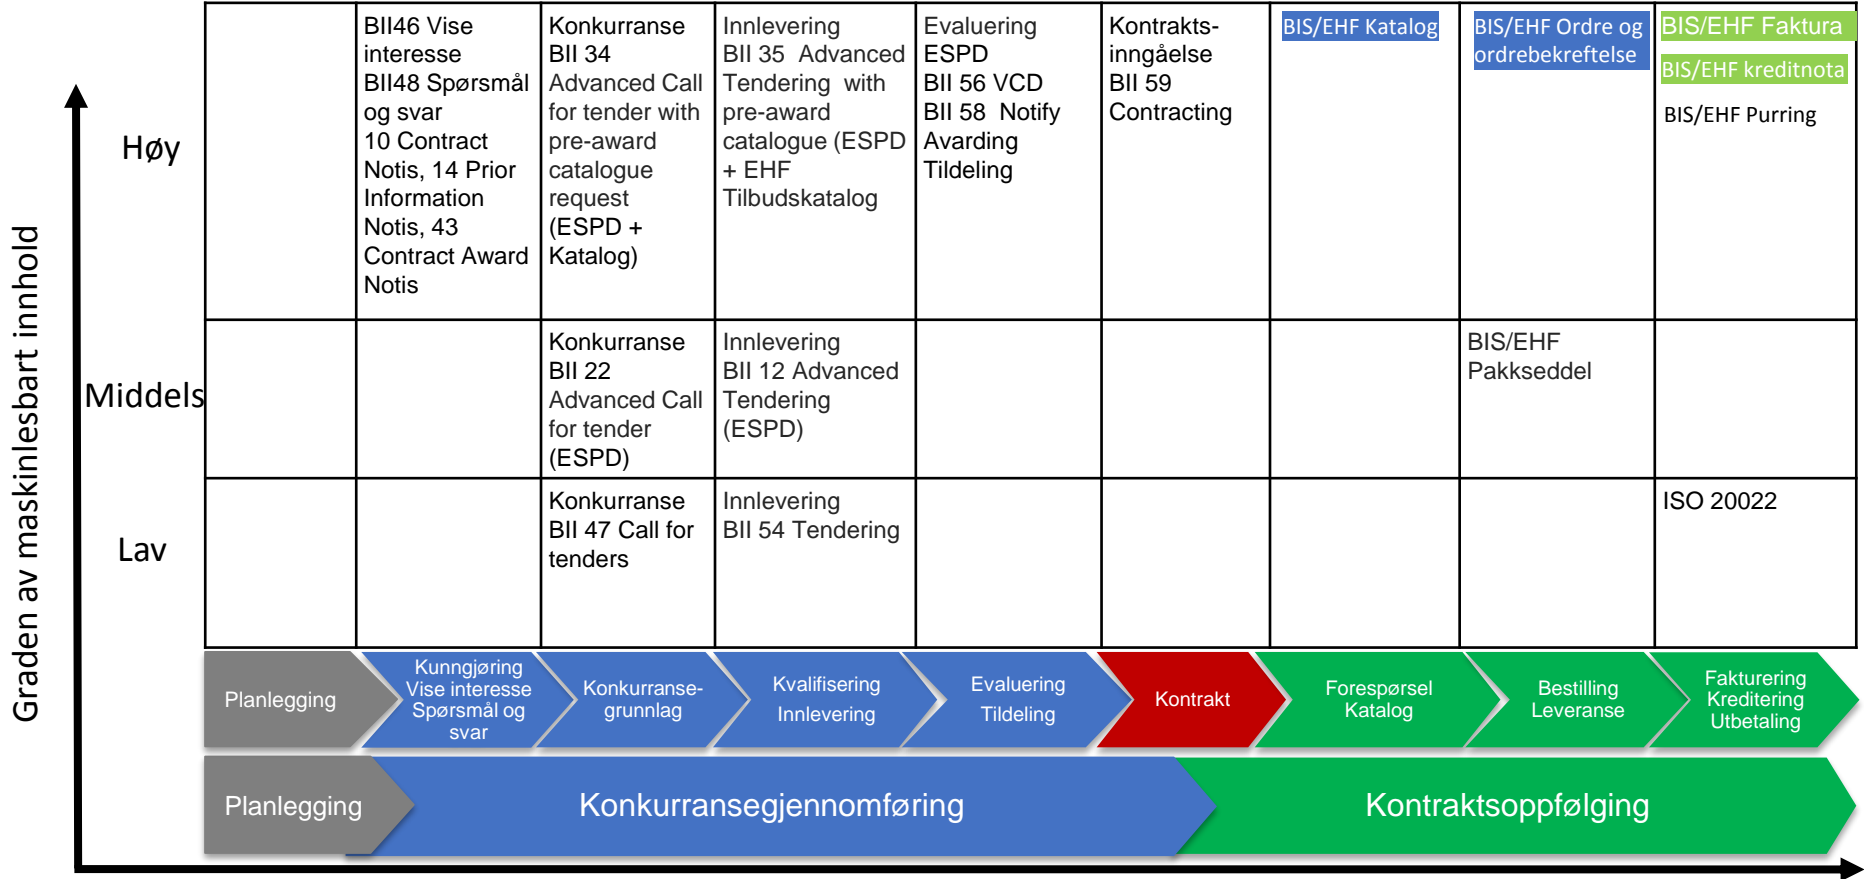 Graden av maskinlesbart innhold
Høy
BII46 Vise
interesse
BII48 Spørsmål
og svar
10 Contract
Notis, 14 Prior
Information
Notis, 43
Contract Award
Notis
Konkurranse
BII 34
Advanced Call
for tender with
pre-award
catalogue
request
(ESPD +
Katalog)
Innlevering
BII 35 Advanced
Tendering with
pre-award
catalogue (ESPD
+ EHF
Tilbudskatalog
Evaluering
ESPD
BII 56 VCD
BII 58 Notify
Avarding
Tildeling
Kontrakts-
inngåelse
BII 59
Contracting
BIS/EHF Katalog
BIS/EHF Ordre og
ordrebekreftelse
BIS/EHF Faktura
BIS/EHF kreditnota
BIS/EHF Purring
Middels
Konkurranse
BII 22
Advanced Call
for tender
(ESPD)
Innlevering
BII 12 Advanced
Tendering
(ESPD)
BIS/EHF
Pakkseddel
Lav
Konkurranse
BII 47 Call for
tenders
Innlevering
BII 54 Tendering
ISO 20022
Planlegging
Kunngjøring
Vise interesse
Spørsmål og
svar
Konkurranse-
grunnlag
Kvalifisering
Innlevering
Evaluering
Tildeling
Kontrakt
Forespørsel
Katalog
Bestilling
Leveranse
Fakturering
Kreditering
Utbetaling
Planlegging
Konkurransegjennomføring
Kontraktsoppfølging